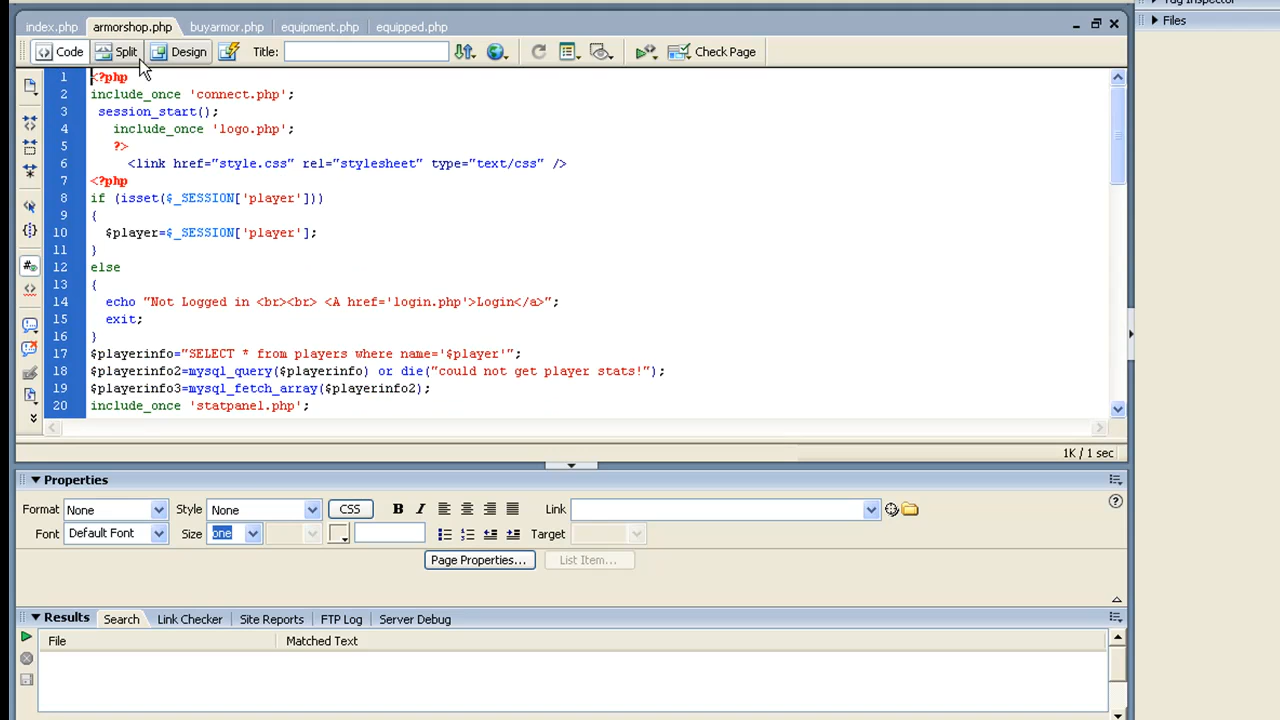 Tag Inspector
index.php armorshop.php buyarmor.php equipment.php equipped.php
Files
Code Split Design Title: Check Page
1 <?php
2 include_once 'connect.php';
3 session_start();
4 include_once 'logo.php';
5 ?>
6 <link href="style.css" rel="stylesheet" type="text/css" />
7 <?php
8 if (isset($_SESSION['player']))
9 {
10 $player=$_SESSION['player'];
11 }
12 else
13 {
14 echo "Not Logged in <br><br> <A href='login.php'>Login</a>";
15 exit;
16 }
17 $playerinfo="SELECT * from players where name='$player'";
18 $playerinfo2=mysql_query($playerinfo) or die("could not get player stats!");
19 $playerinfo3=mysql_fetch_array($playerinfo2);
20 include_once 'statpanel.php';
1K / 1 sec
Properties
Format None Style None CSS B I Link
Font Default Font Size one Target
Page Properties... List Item...
Results Search Link Checker Site Reports FTP Log Server Debug
File Matched Text